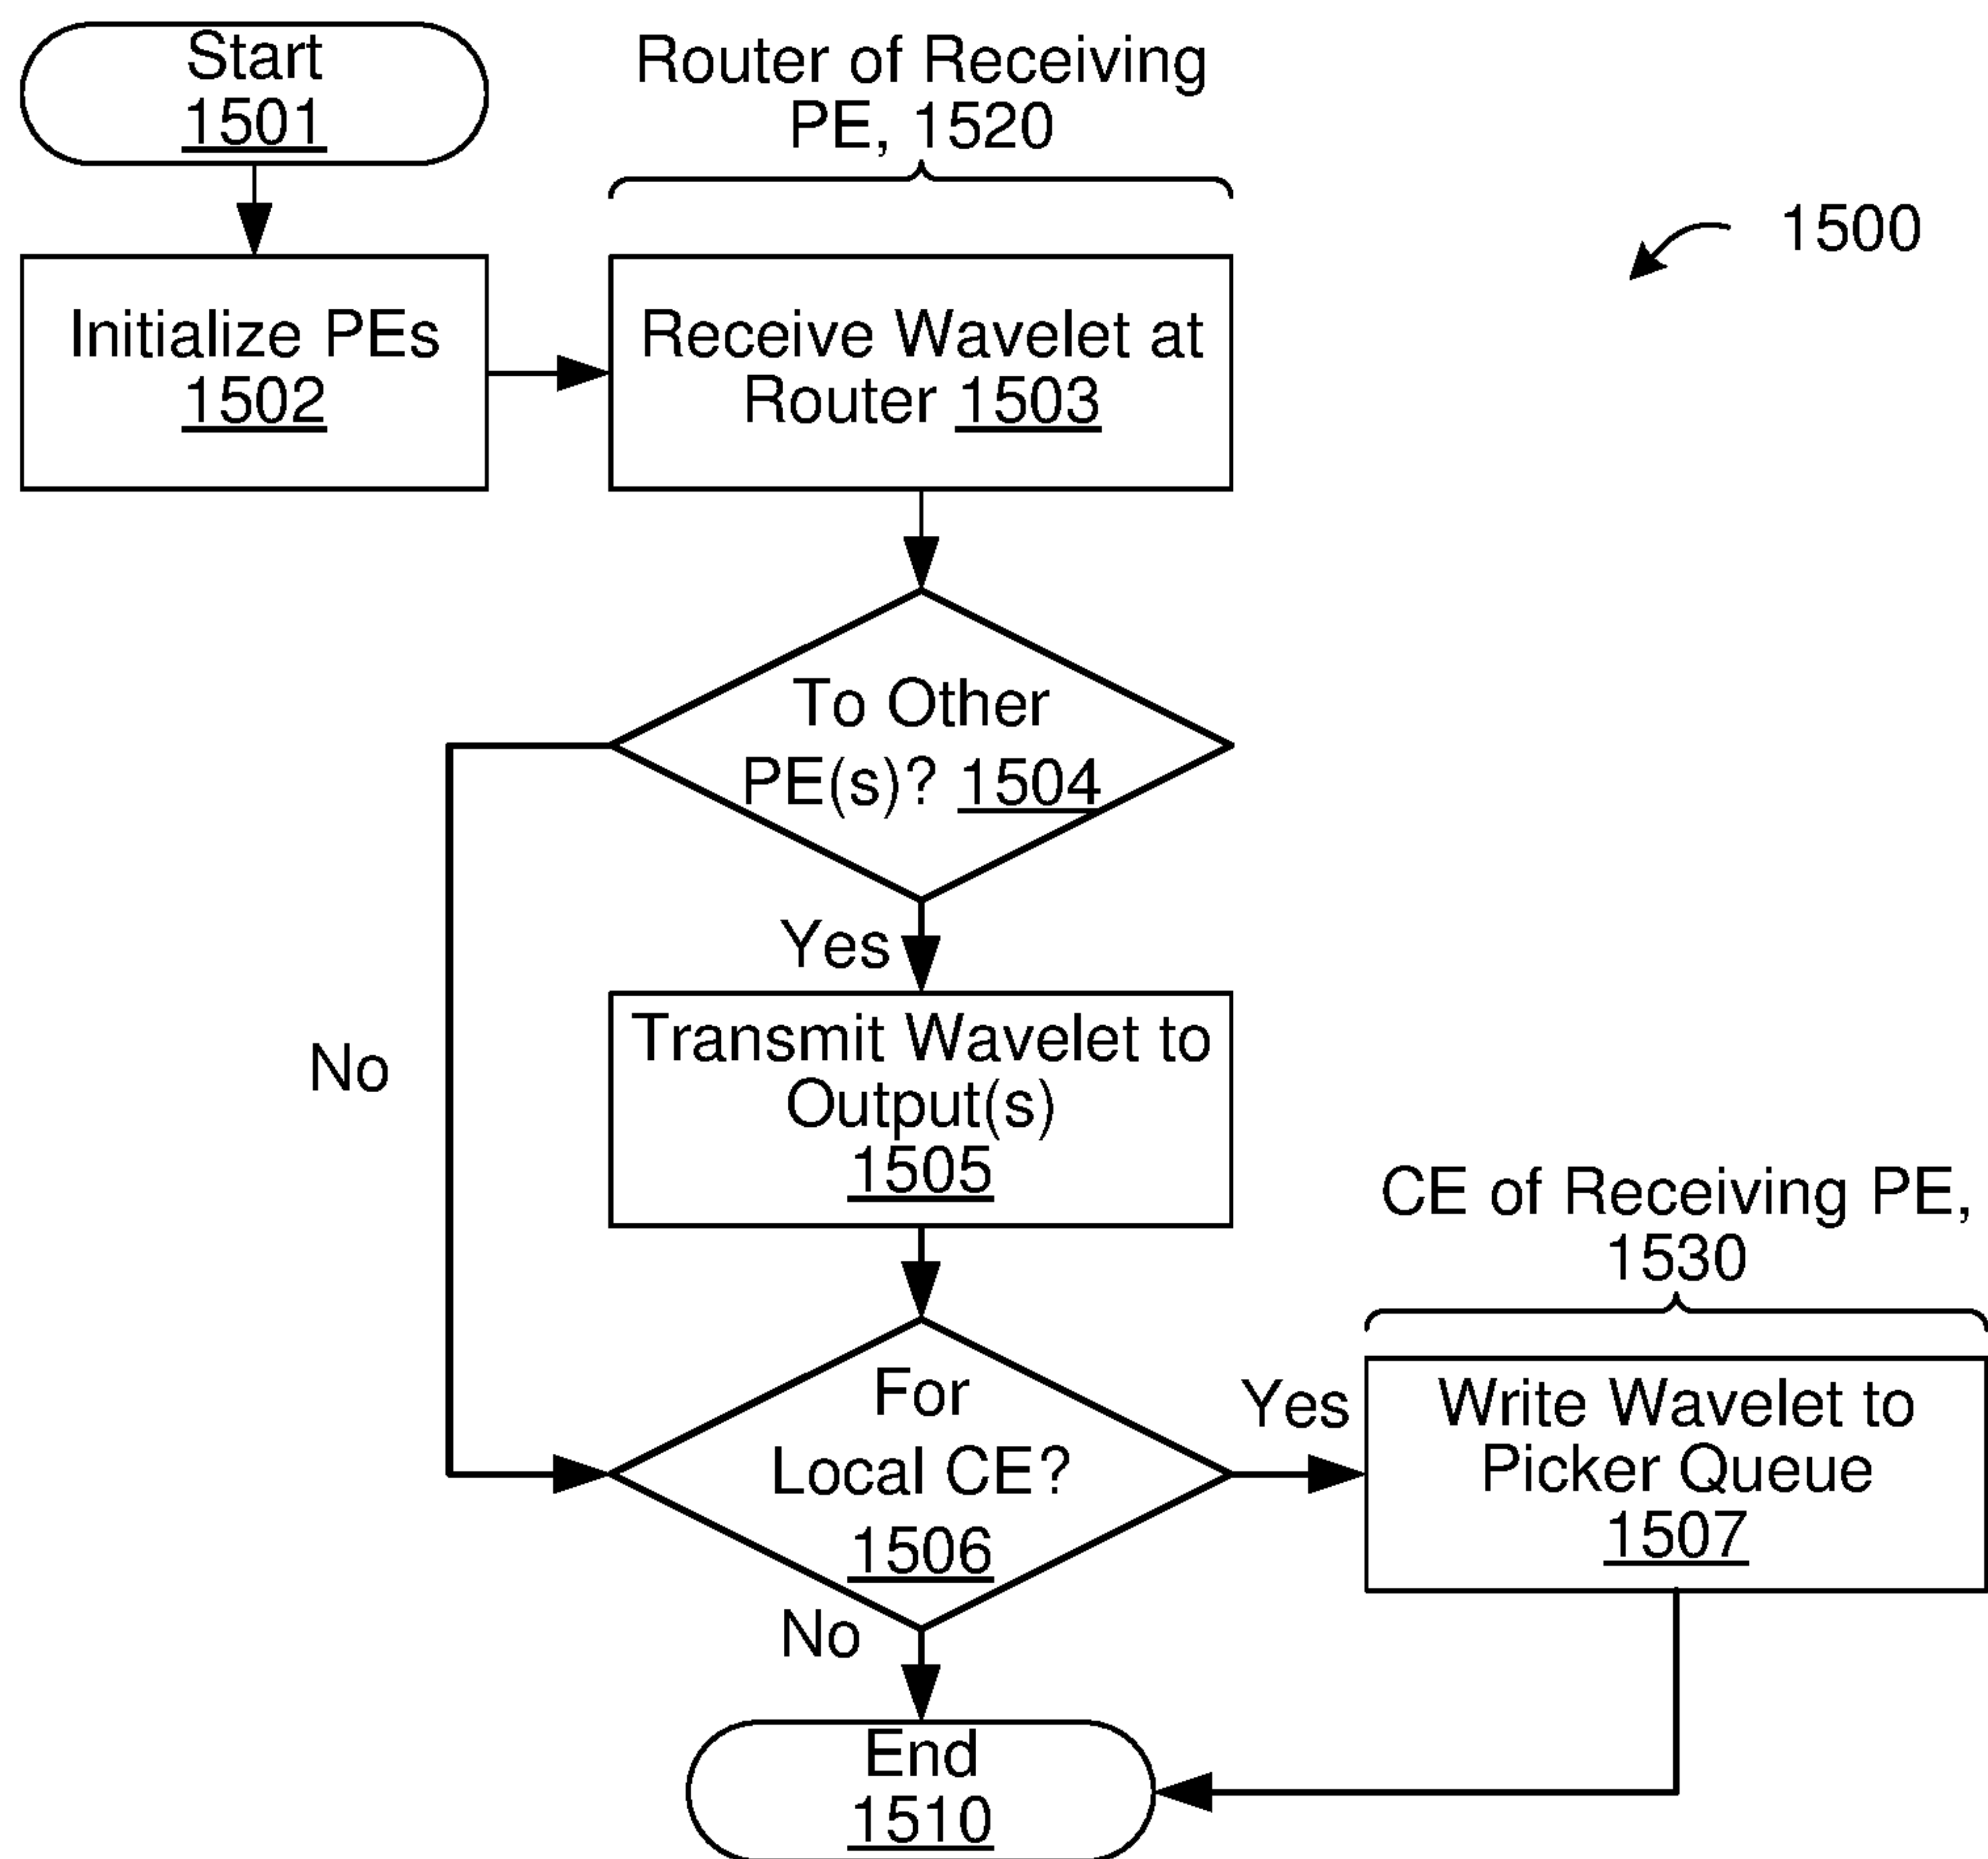 Start
1501
Router of Receiving
PE, 1520
1500
Initialize PEs
1502
Receive Wavelet at
Router 1503
To Other
PE(s)? 1504
Yes
No
Transmit Wavelet to
Output(s)
1505
CE of Receiving PE,
1530
For
Local CE?
1506
Yes
Write Wavelet to
Picker Queue
1507
No
End
1510